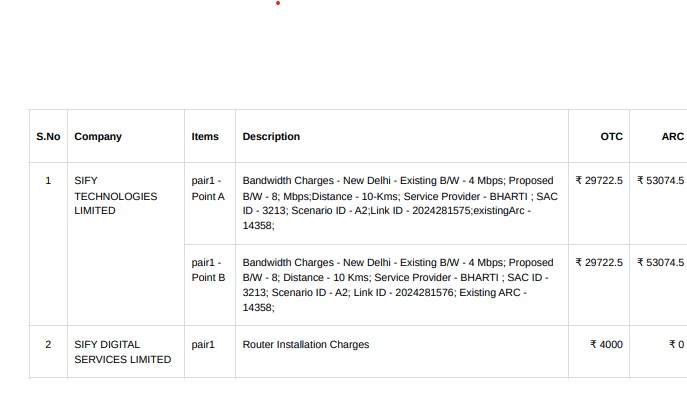 S.No Company Items Description OTC ARC
1 SIFY pair1 - Bandwidth Charges - New Delhi - Existing B/W - 4 Mbps; Proposed ₹ 29722.5 ₹ 53074.5
TECHNOLOGIES Point A B/W - 8; Mbps;Distance - 10-Kms; Service Provider - BHARTI ; SAC
LIMITED ID - 3213; Scenario ID - A2;Link ID - 2024281575;existingArc -
14358;
pair1 - Bandwidth Charges - New Delhi - Existing B/W - 4 Mbps; Proposed ₹ 29722.5 ₹ 53074.5
Point B B/W - 8; Distance - 10 Kms; Service Provider - BHARTI ; SAC ID -
3213; Scenario ID - A2; Link ID - 2024281576; Existing ARC -
14358;
2 SIFY DIGITAL pair1 Router Installation Charges ₹ 4000 ₹ 0
SERVICES LIMITED